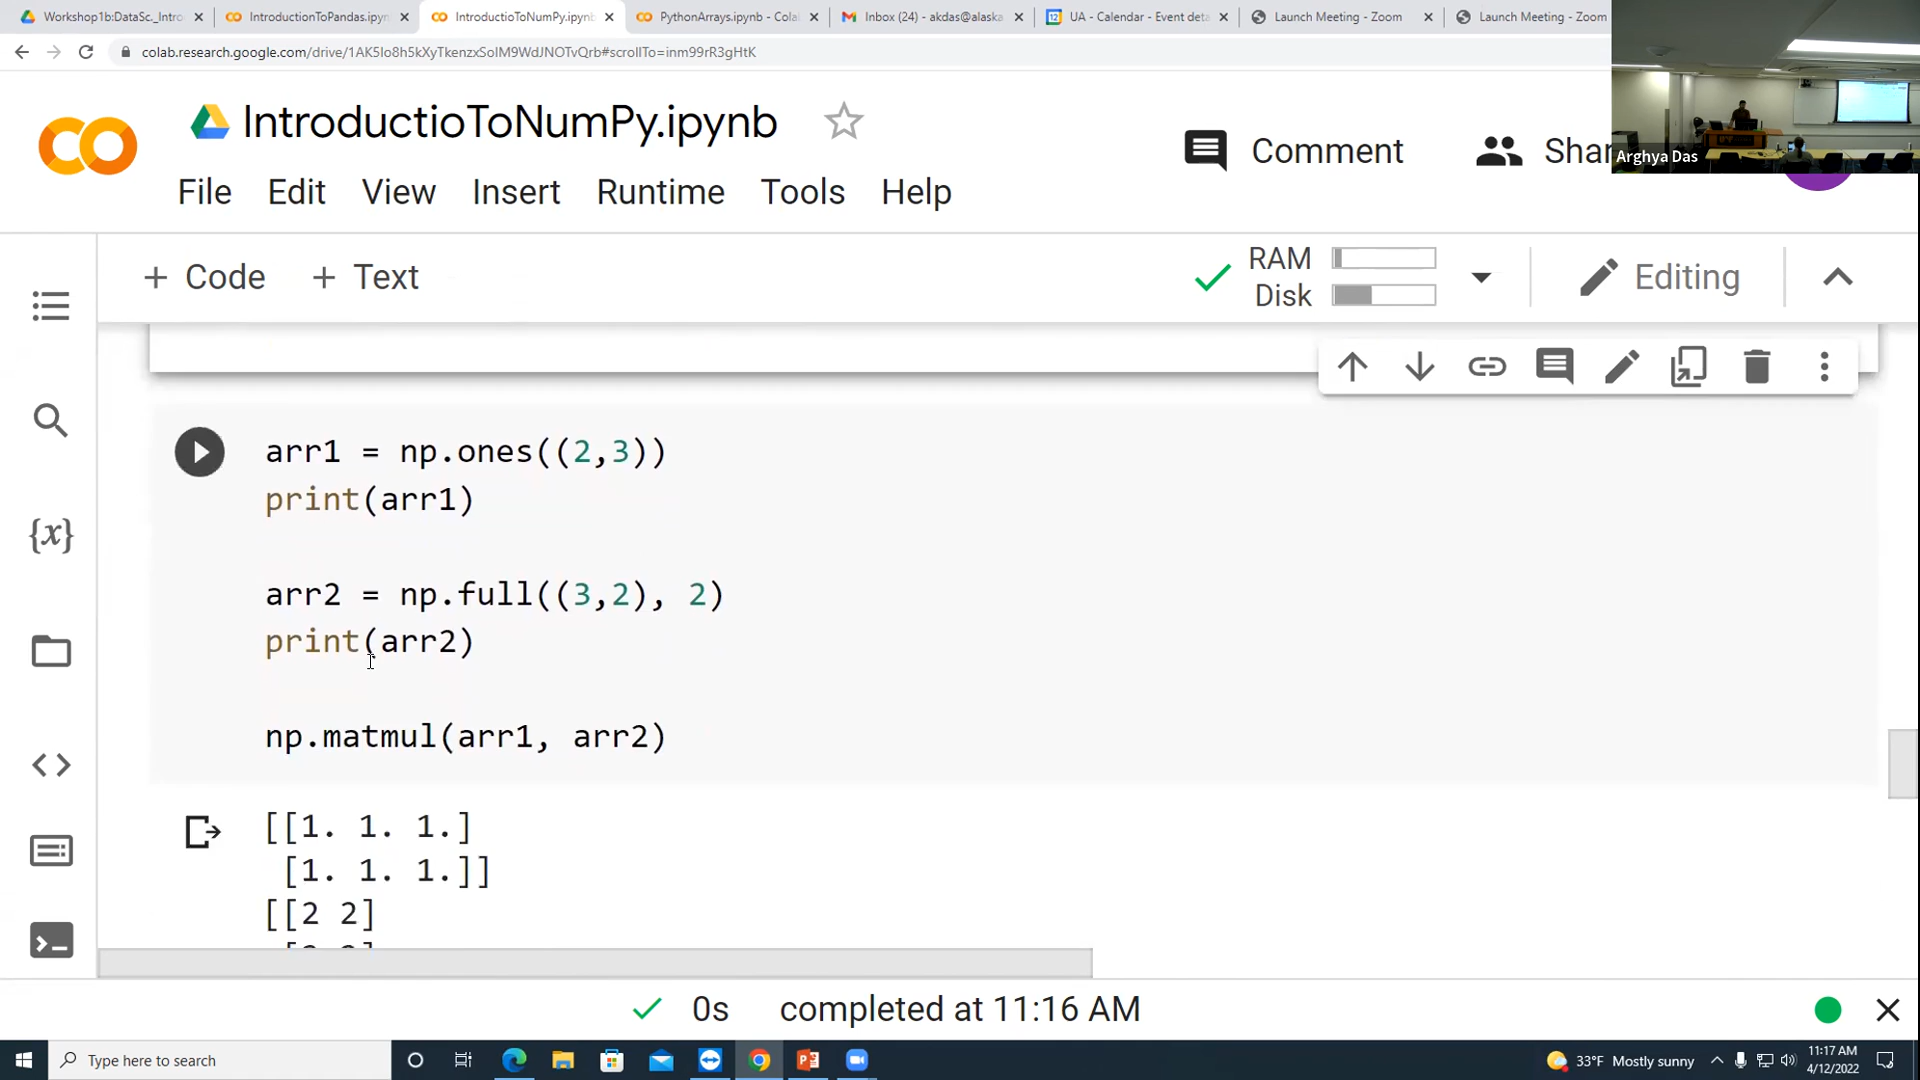 Workshop1b:DataSc._Intro
IntroductionToPandas.ipyn
IntroductioToNumPy.ipynb
PythonArrays.ipynb - Cola
Inbox (24) - akdas@alaska
UA - Calendar - Event deta
Launch Meeting - Zoom
Launch Meeting - Zoom
colab.research.google.com/drive/1AK5Io8h5kXyTkenzxSoIM9WdJNOTvQrb#scrollTo=inm99rR3gHtK
CO
IntroductioToNumPy.ipynb
Comment
Shar
Arghya Das
File Edit View Insert Runtime Tools Help
+ Code + Text
RAM
Disk
Editing
arr1 = np.ones((2,3))
print(arr1)
arr2 = np.full((3,2), 2)
print(arr2)
np.matmul(arr1, arr2)
{x}
[[1. 1. 1.]
[1. 1. 1.]]
[[2 2]
0s completed at 11:16 AM
Type here to search
33°F Mostly sunny
11:17 AM
4/12/2022